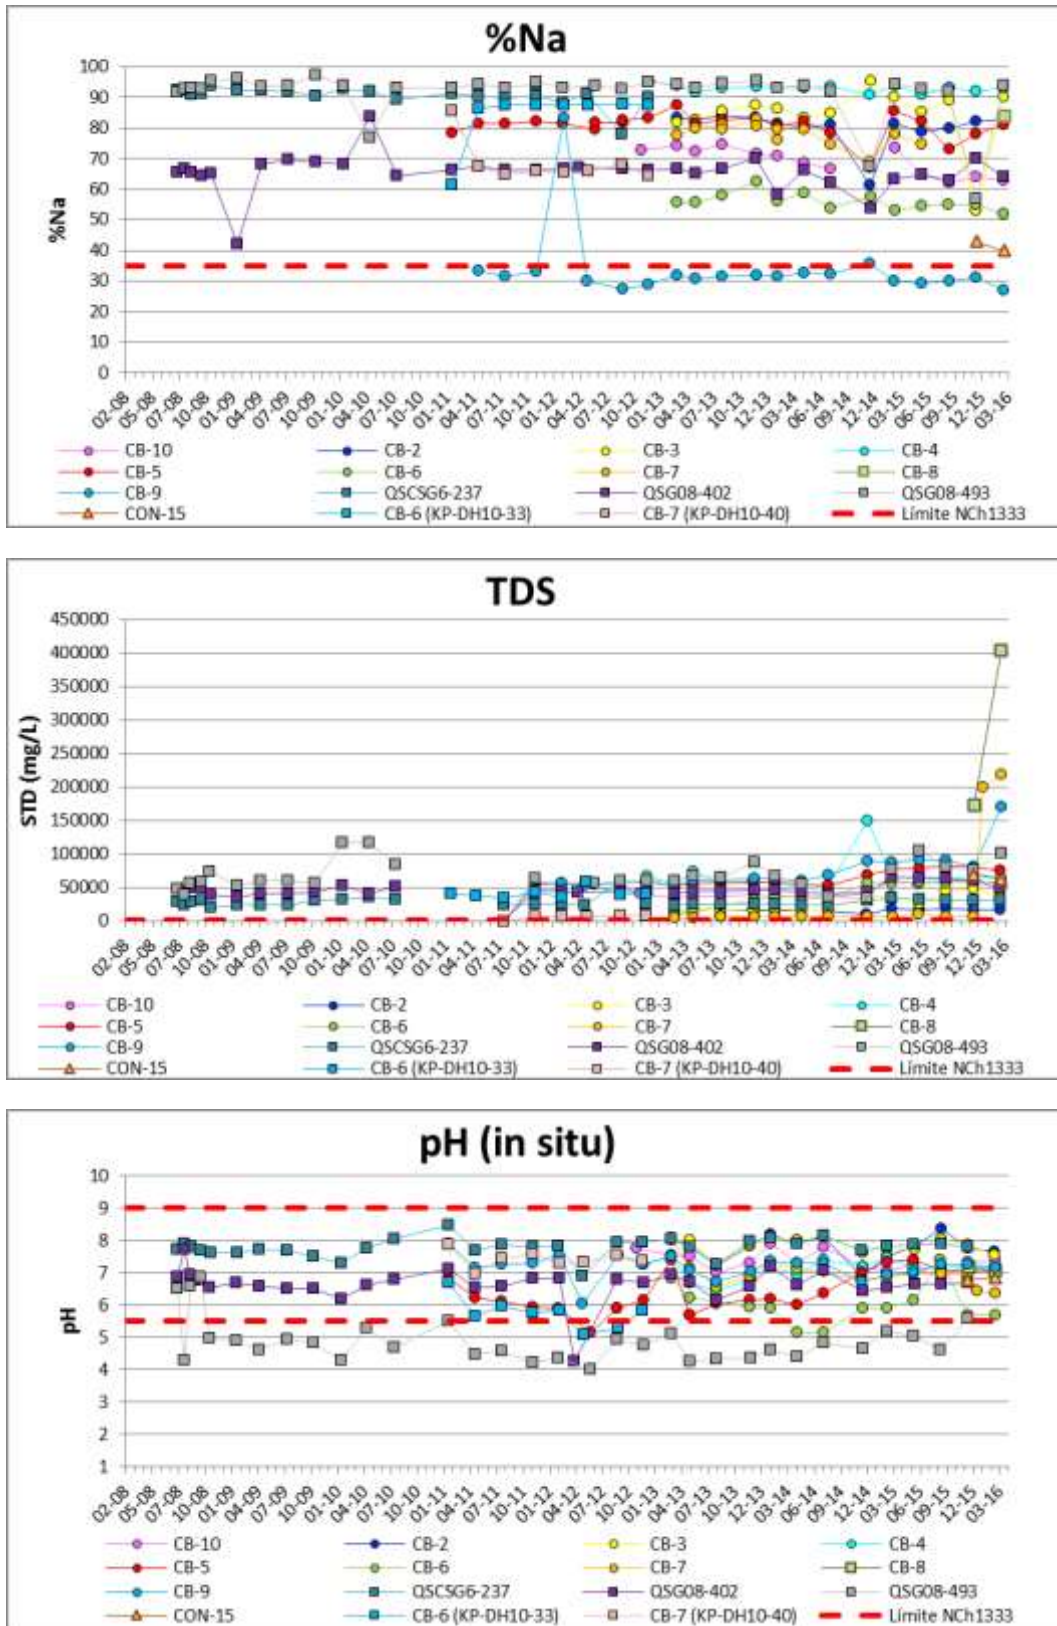 %Na
100
90
80
70
60
50
40
30
20
10
0
%Na
02-08 05-08 07-08 10-08 01-09 04-09 07-09 10-09 01-10 04-10 07-10 10-10 01-11 04-11 07-11 10-11 01-12 04-12 07-12 10-12 01-13 04-13 07-13 10-13 12-13 03-14 06-14 09-14 12-14 03-15 06-15 09-15 12-15 03-16
CB-10 CB-2 CB-3 CB-4
CB-5 CB-6 CB-7 CB-8
CB-9 QSCSG6-237 QSG08-402 QSG08-493
CON-15 CB-6 (KP-DH10-33) CB-7 (KP-DH10-40) Límite NCh1333
TDS
450000
400000
350000
300000
250000
200000
150000
100000
50000
0
STD (mg/L)
02-08 05-08 07-08 10-08 01-09 04-09 07-09 10-09 01-10 04-10 07-10 10-10 01-11 04-11 07-11 10-11 01-12 04-12 07-12 10-12 01-13 04-13 07-13 10-13 12-13 03-14 06-14 09-14 12-14 03-15 06-15 09-15 12-15 03-16
CB-10 CB-2 CB-3 CB-4
CB-5 CB-6 CB-7 CB-8
CB-9 QSCSG6-237 QSG08-402 QSG08-493
CON-15 CB-6 (KP-DH10-33) CB-7 (KP-DH10-40) Límite NCh1333
pH (in situ)
10
9
8
7
6
5
4
3
2
1
pH
02-08 05-08 07-08 10-08 01-09 04-09 07-09 10-09 01-10 04-10 07-10 10-10 01-11 04-11 07-11 10-11 01-12 04-12 07-12 10-12 01-13 04-13 07-13 10-13 12-13 03-14 06-14 09-14 12-14 03-15 06-15 09-15 12-15 03-16
CB-10 CB-2 CB-3 CB-4
CB-5 CB-6 CB-7 CB-8
CB-9 QSCSG6-237 QSG08-402 QSG08-493
CON-15 CB-6 (KP-DH10-33) CB-7 (KP-DH10-40) Límite NCh1333